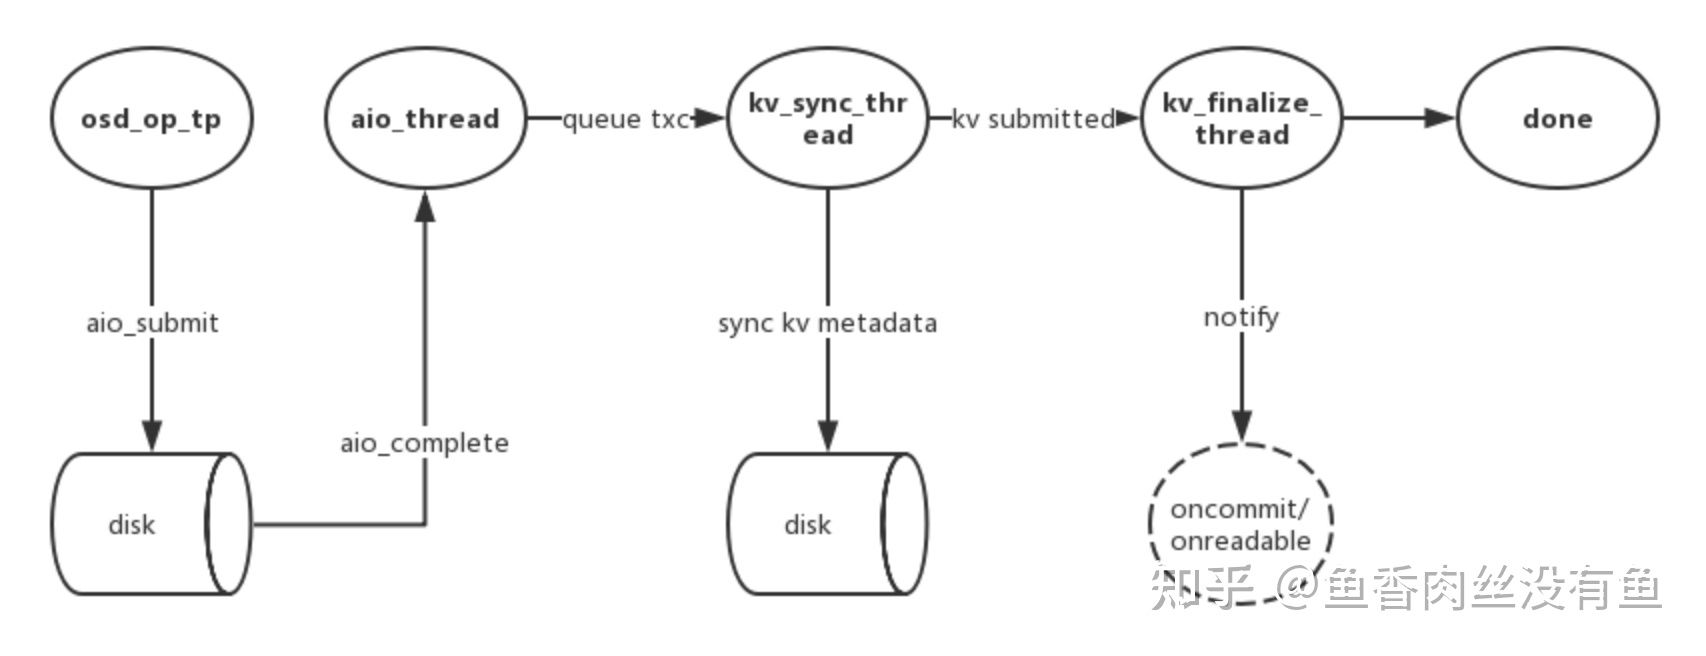 osd_op_tp
aio_thread
queue txc
kv_sync_thr
ead
kv submitted
kv_finalize_
thread
done
aio_submit
aio_complete
sync kv metadata
notify
disk
disk
oncommit/
onreadable
知乎 @鱼香肉丝没有鱼